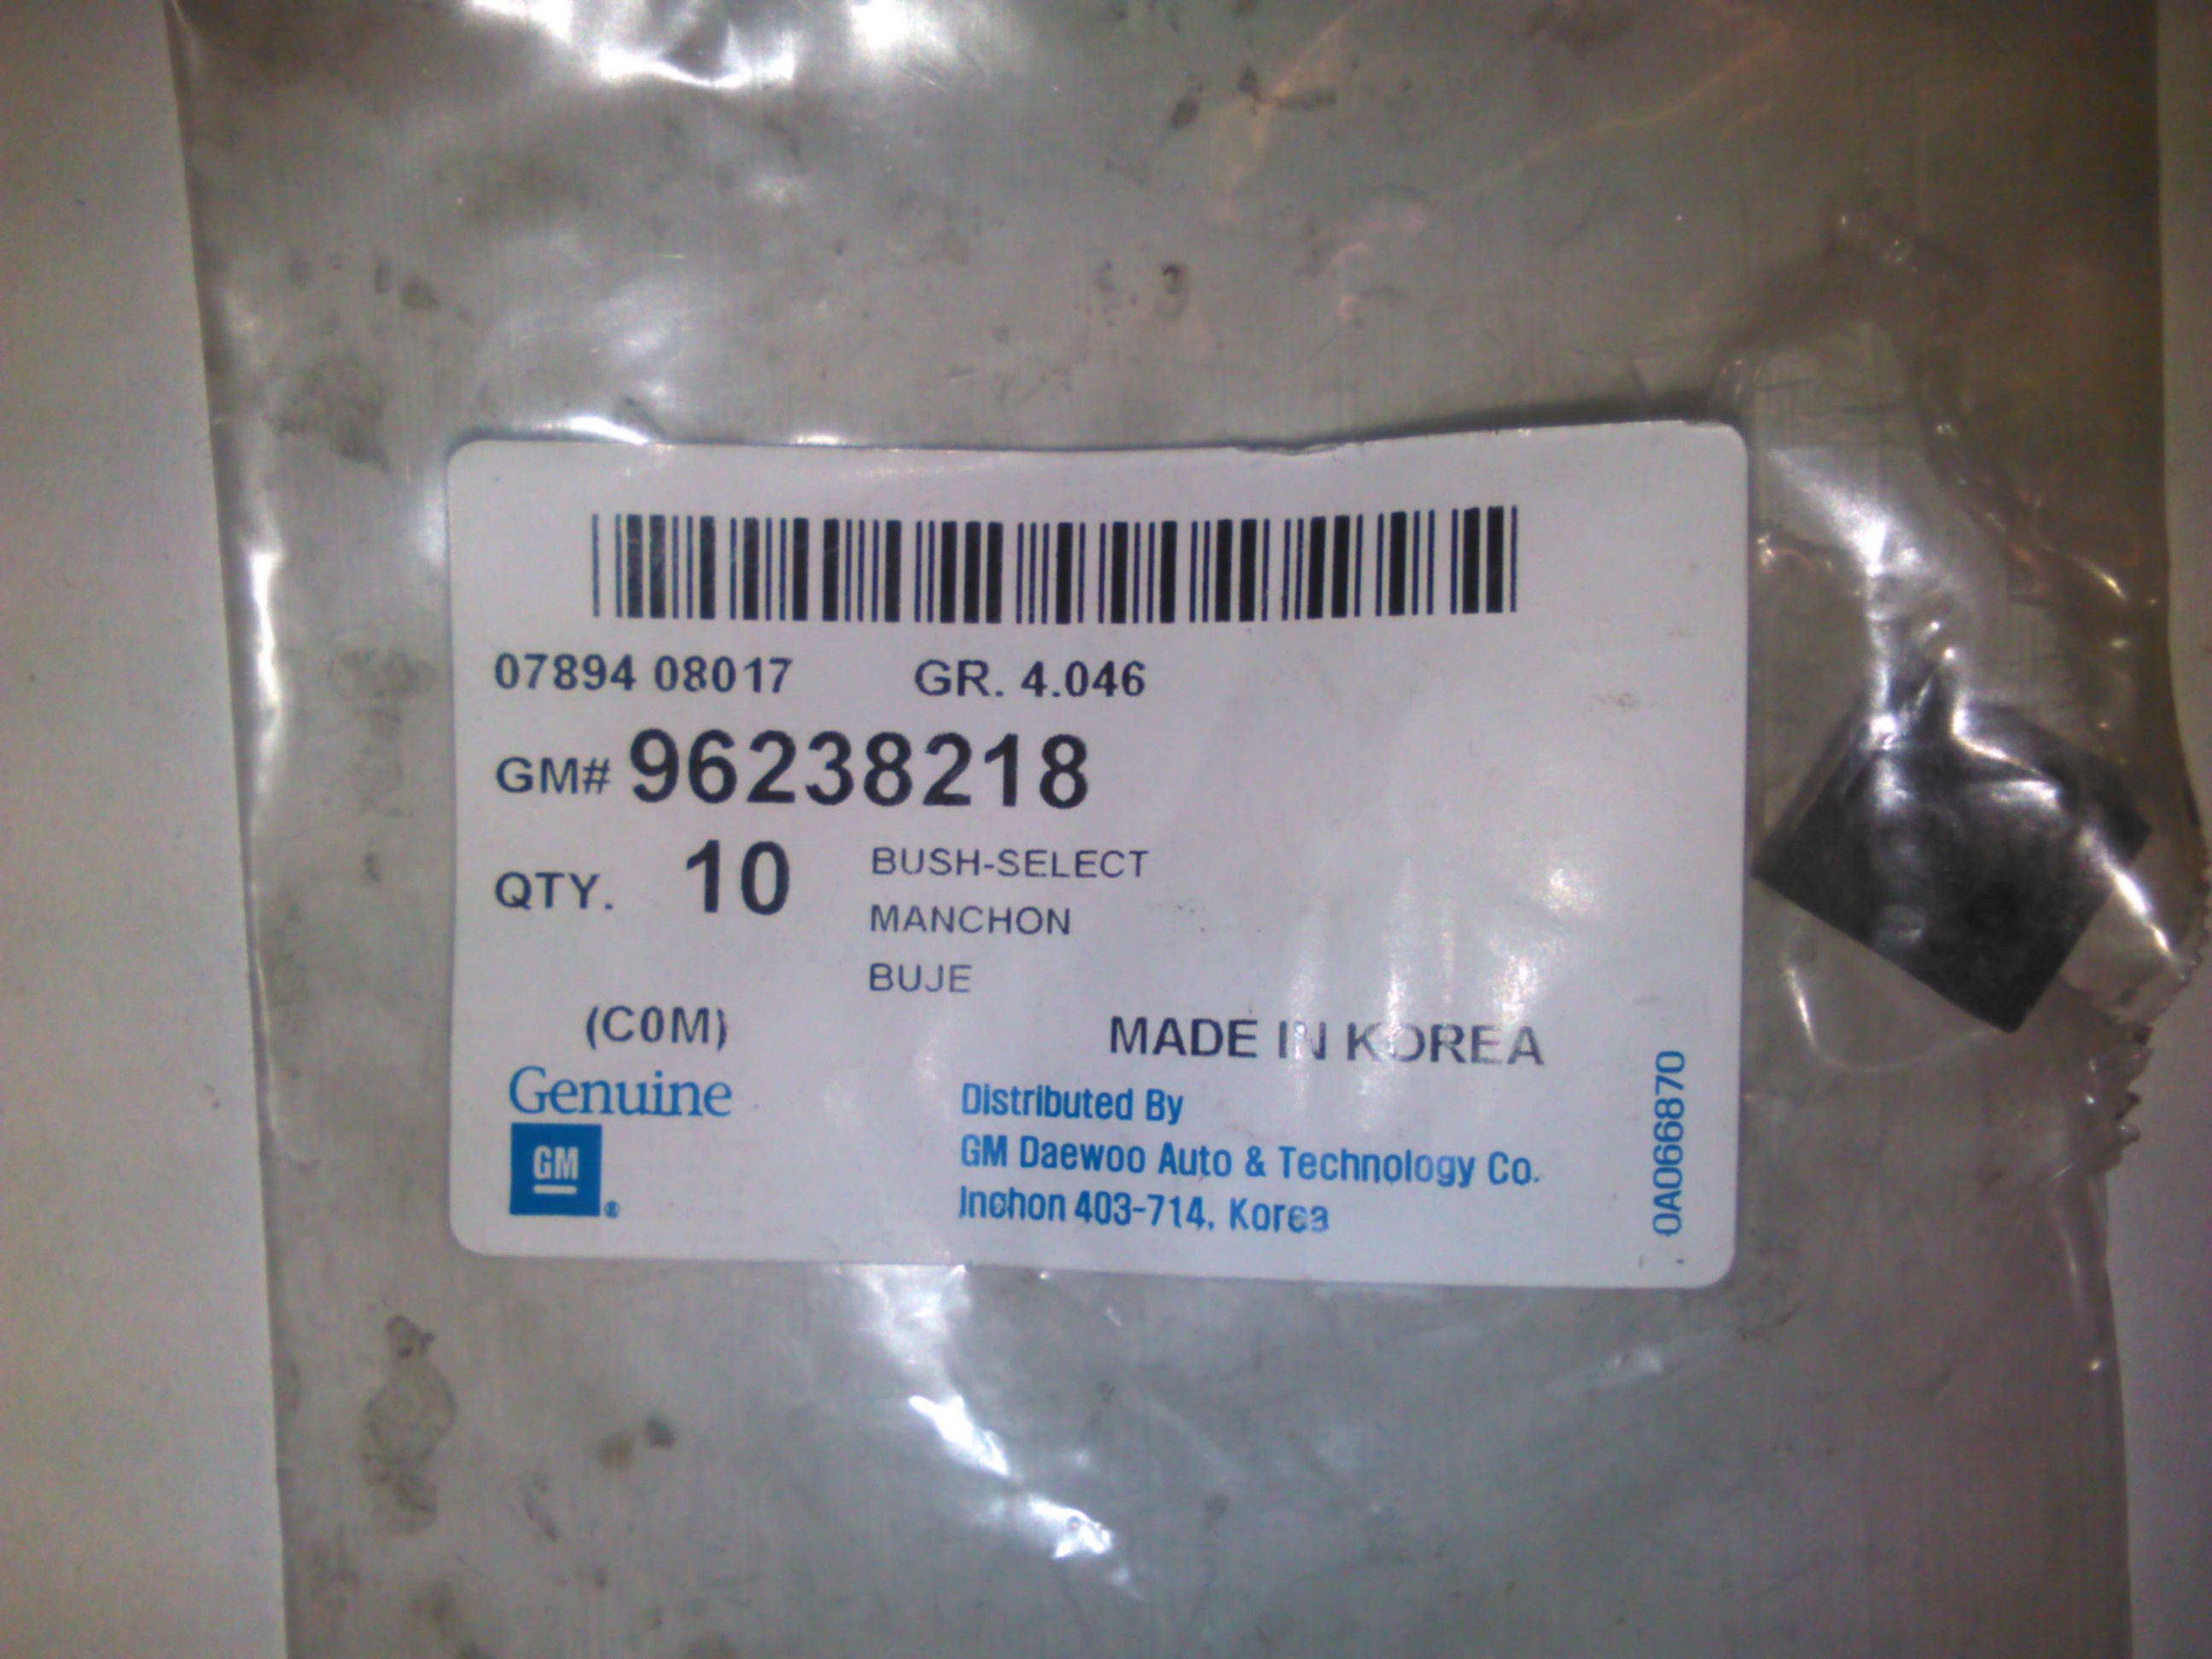 07894 08017 GR. 4.046
GM# 96238218
QTY. 10 BUSH-SELECT
MANCHON
BUJE
(C0M) MADE IN KOREA
Genuine
GM ®
Distributed By
GM Daewoo Auto & Technology Co.
Inchon 403-714, Korea
0A066870